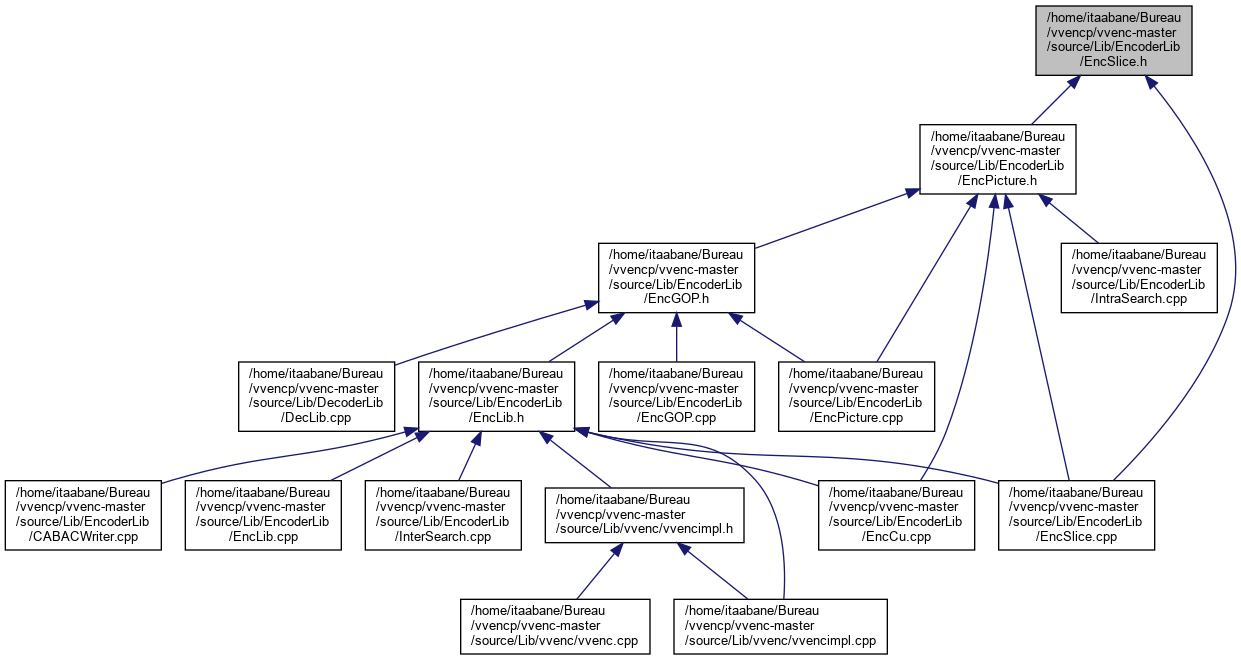 /home/itaabane/Bureau
/vvencp/vvenc-master
/source/Lib/EncoderLib
/EncSlice.h
/home/itaabane/Bureau
/vvencp/vvenc-master
/source/Lib/EncoderLib
/EncPicture.h
/home/itaabane/Bureau
/vvencp/vvenc-master
/source/Lib/EncoderLib
/EncGOP.h
/home/itaabane/Bureau
/vvencp/vvenc-master
/source/Lib/EncoderLib
/IntraSearch.cpp
/home/itaabane/Bureau
/vvencp/vvenc-master
/source/Lib/DecoderLib
/DecLib.cpp
/home/itaabane/Bureau
/vvencp/vvenc-master
/source/Lib/EncoderLib
/EncLib.h
/home/itaabane/Bureau
/vvencp/vvenc-master
/source/Lib/EncoderLib
/EncGOP.cpp
/home/itaabane/Bureau
/vvencp/vvenc-master
/source/Lib/EncoderLib
/EncPicture.cpp
/home/itaabane/Bureau
/vvencp/vvenc-master
/source/Lib/EncoderLib
/CABACWriter.cpp
/home/itaabane/Bureau
/vvencp/vvenc-master
/source/Lib/EncoderLib
/EncLib.cpp
/home/itaabane/Bureau
/vvencp/vvenc-master
/source/Lib/EncoderLib
/InterSearch.cpp
/home/itaabane/Bureau
/vvencp/vvenc-master
/source/Lib/vvenc/vvencimpl.h
/home/itaabane/Bureau
/vvencp/vvenc-master
/source/Lib/EncoderLib
/EncCu.cpp
/home/itaabane/Bureau
/vvencp/vvenc-master
/source/Lib/EncoderLib
/EncSlice.cpp
/home/itaabane/Bureau
/vvencp/vvenc-master
/source/Lib/vvenc/vvenc.cpp
/home/itaabane/Bureau
/vvencp/vvenc-master
/source/Lib/vvenc/vvencimpl.cpp